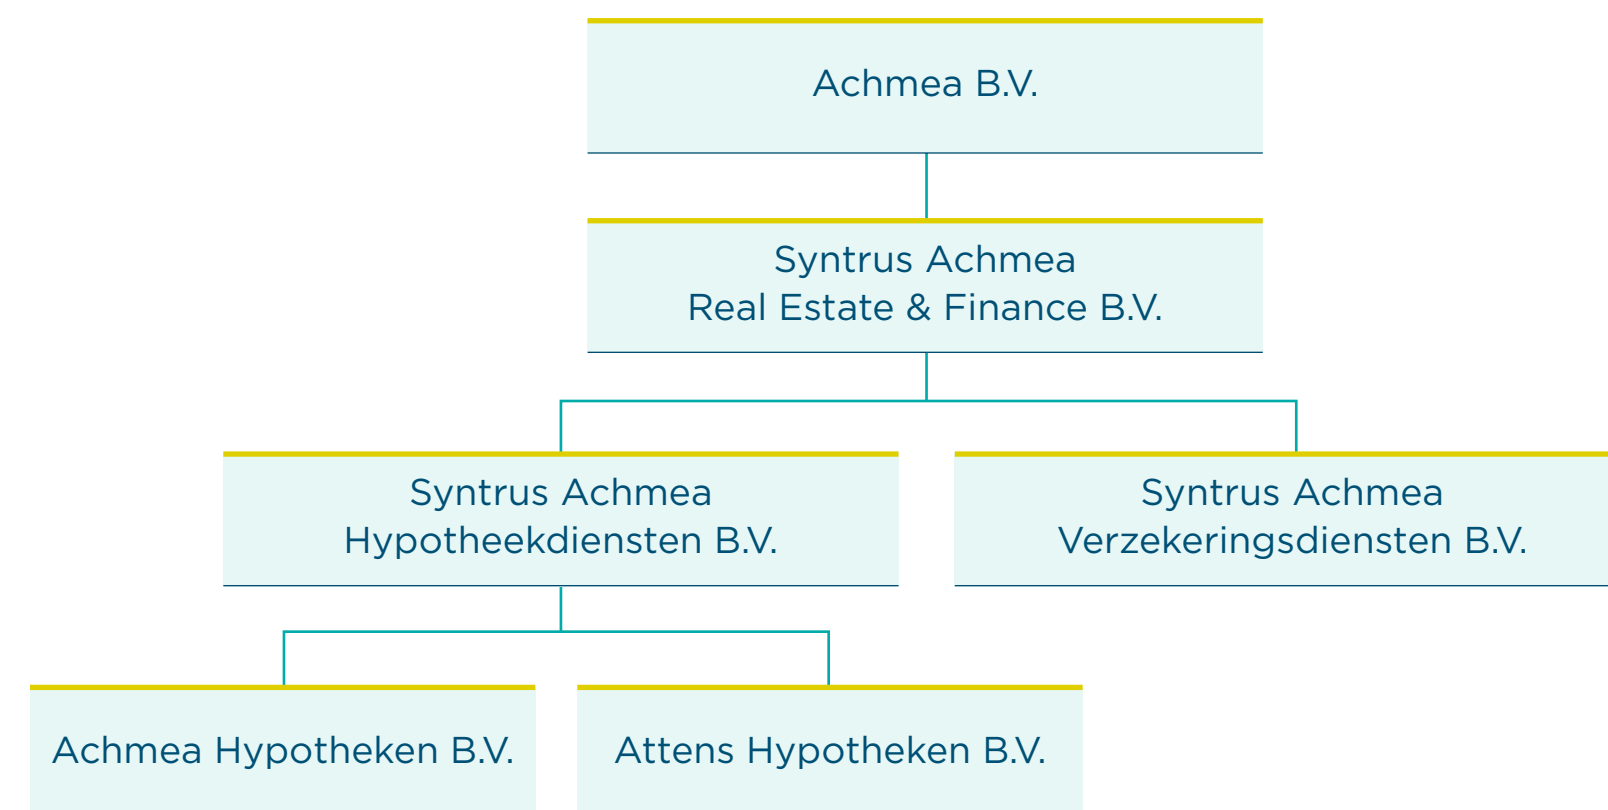 Achmea B.V.
Syntrus Achmea
Real Estate & Finance B.V.
Syntrus Achmea
Hypotheekdiensten B.V.
Syntrus Achmea
Verzekeringsdiensten B.V.
Achmea Hypotheken B.V.
Attens Hypotheken B.V.